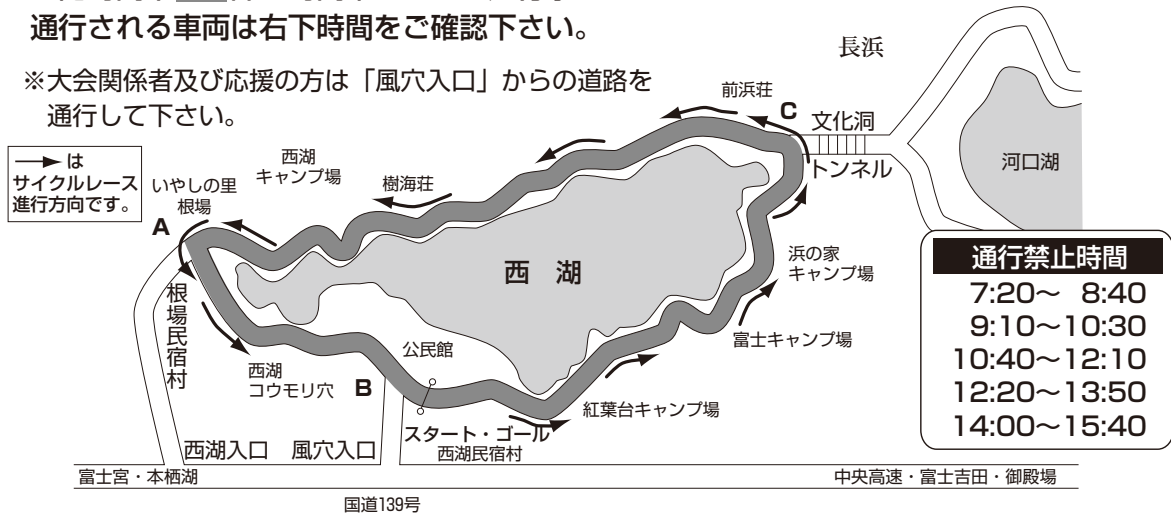 通行される車両は右下時間をご確認下さい。
※大会関係者及び応援の方は「風穴入口」からの道路を
通行して下さい。
は
サイクルレース
進行方向です。
長浜
前浜荘
C
文化洞
トンネル
河口湖
西湖
キャンプ場
樹海荘
いやしの里
根場
A
西 湖
浜の家
キャンプ場
根場民宿村
富士キャンプ場
公民館
西湖
コウモリ穴
B
紅葉台キャンプ場
スタート・ゴール
西湖民宿村
西湖入口
風穴入口
富士宮・本栖湖
中央高速・富士吉田・御殿場
国道139号
通行禁止時間
7:20～ 8:40
9:10～10:30
10:40～12:10
12:20～13:50
14:00～15:40